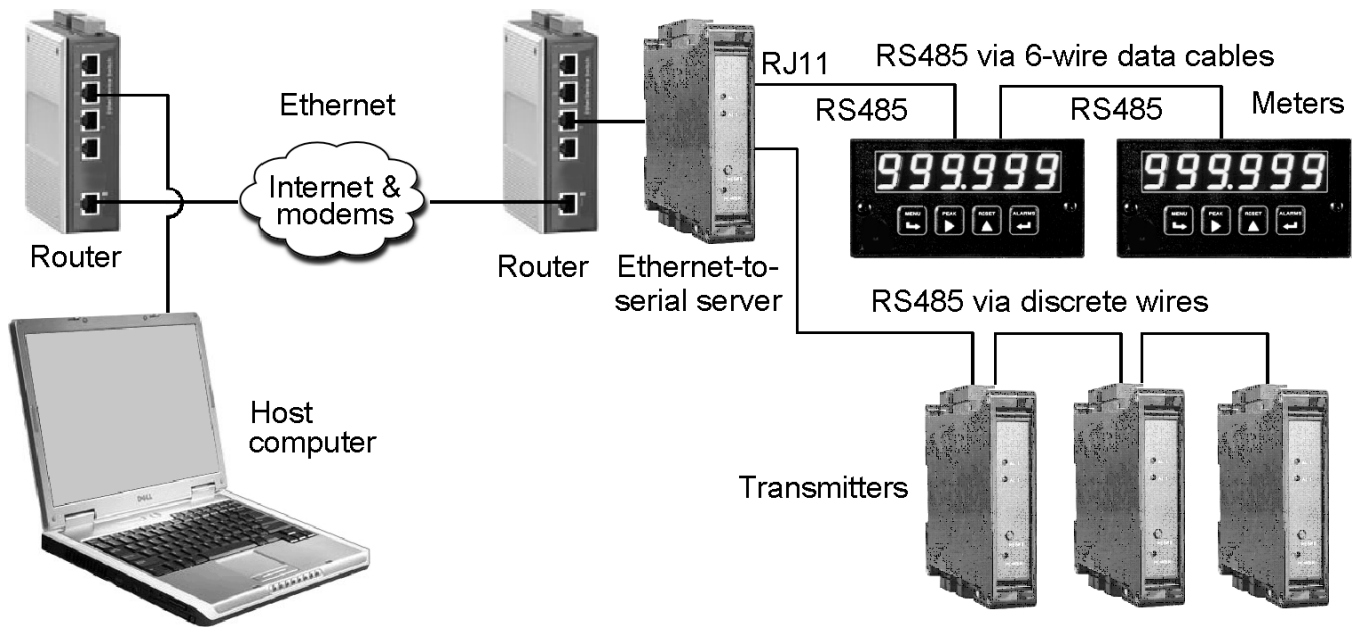 RJ11
RS485 via 6-wire data cables
Ethernet
RS485
RS485
Meters
Internet &
modems
999.999
999.999
MENU
PEAK
RESET
ALARMS
MENU
PEAK
RESET
ALARMS
Router
Router
Ethernet-to-
serial server
RS485 via discrete wires
Host
computer
Transmitters
DELL